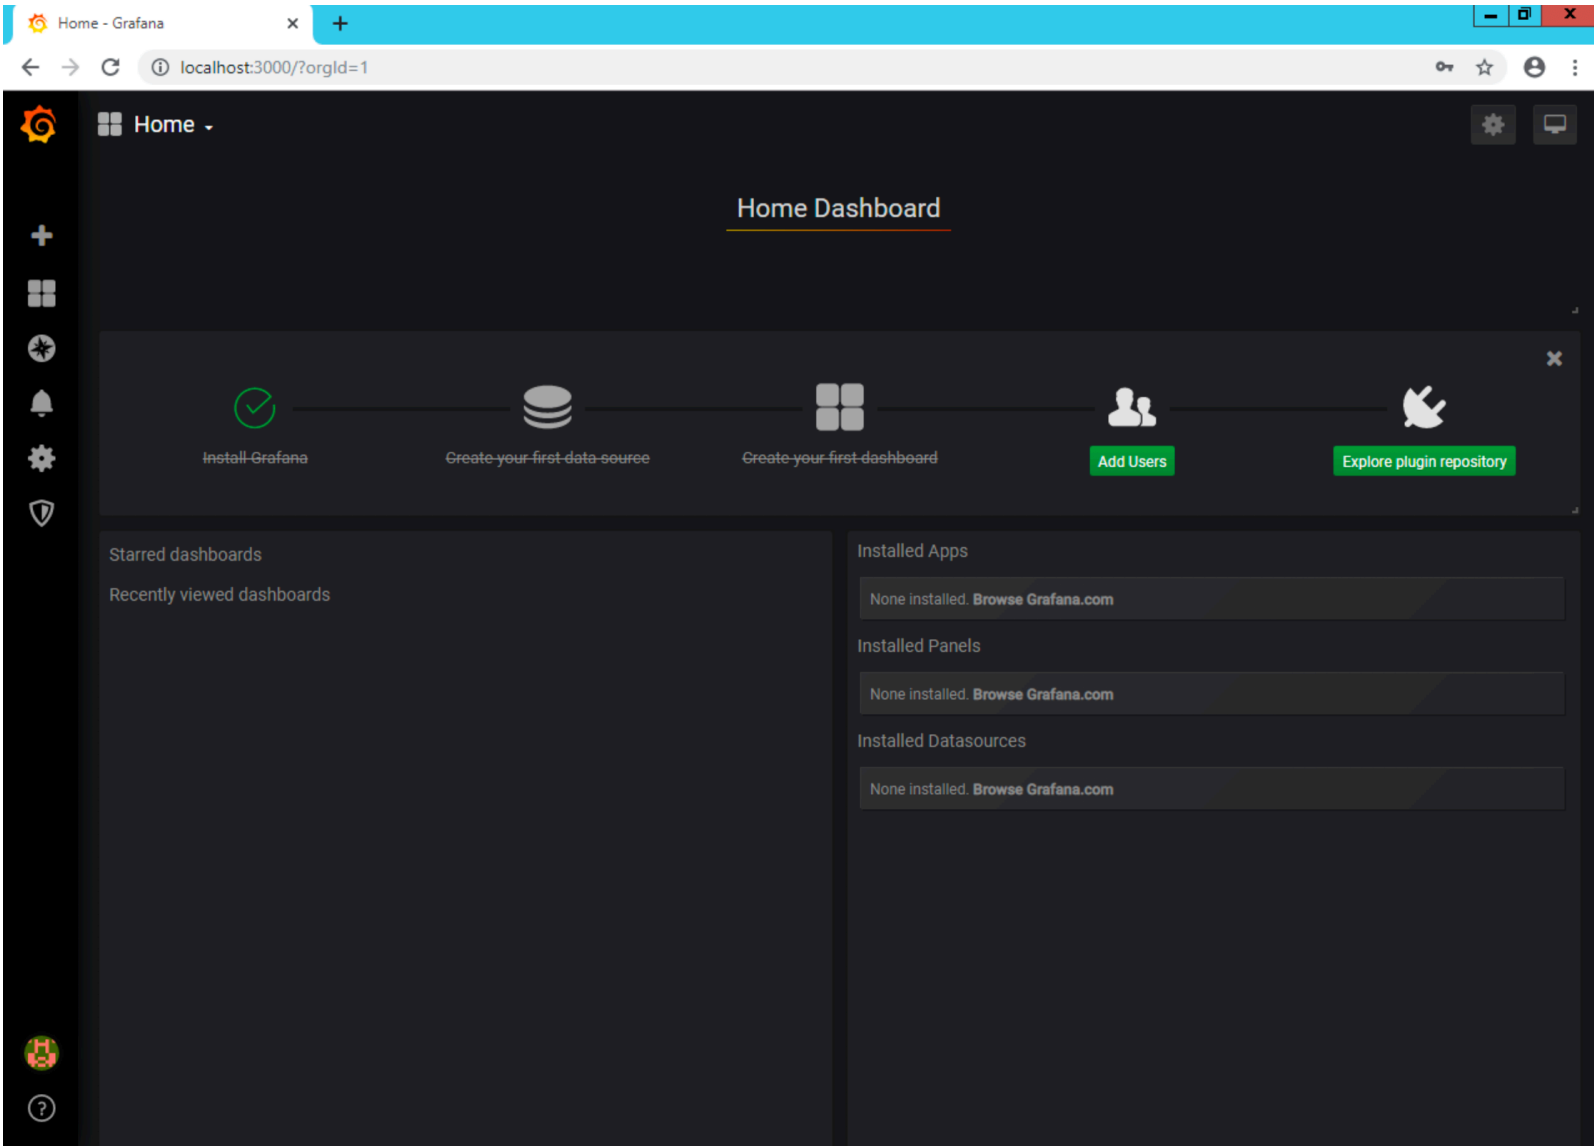 Home - Grafana
localhost:3000/?orgId=1
Home
Home Dashboard
Install Grafana
Create your first data source
Create your first dashboard
Add Users
Explore plugin repository
Starred dashboards
Recently viewed dashboards
Installed Apps
None installed. Browse Grafana.com
Installed Panels
None installed. Browse Grafana.com
Installed Datasources
None installed. Browse Grafana.com